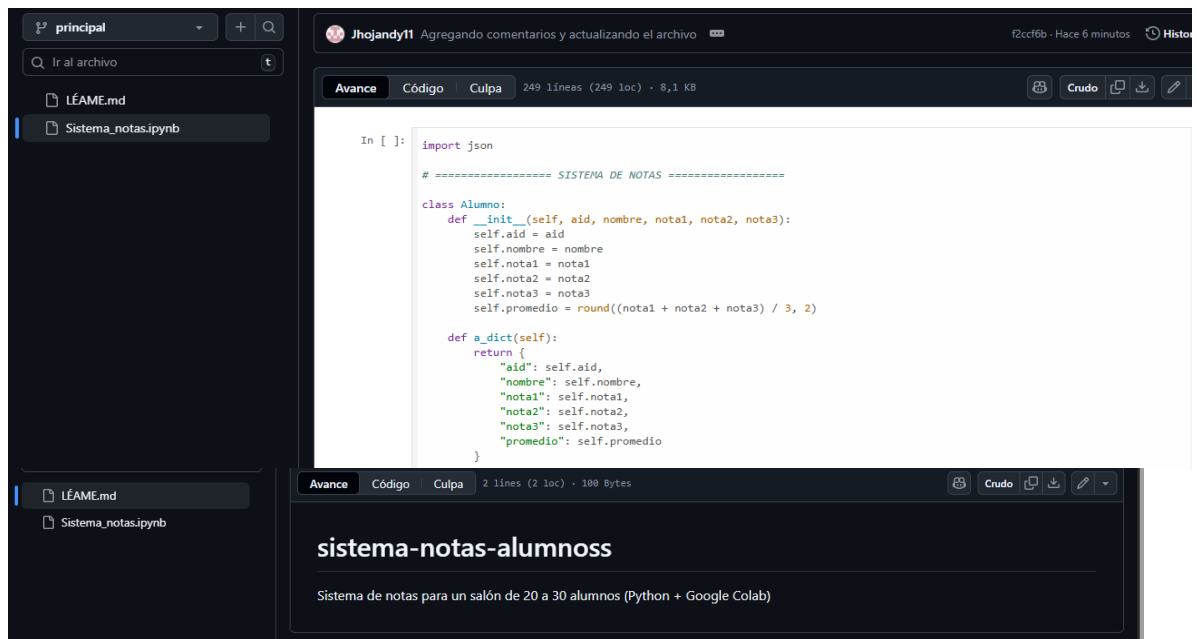 principal
Ir al archivo t
LÉAME.md
Sistema_notas.ipynb
Jhojandy11 Agregando comentarios y actualizando el archivo f2ccf6b · Hace 6 minutos
Avance Código Culpa 249 líneas (249 loc) · 8,1 KB Crudo
In [ ]: import json
# ================== SISTEMA DE NOTAS ==================
class Alumno:
def __init__(self, aid, nombre, nota1, nota2, nota3):
self.aid = aid
self.nombre = nombre
self.nota1 = nota1
self.nota2 = nota2
self.nota3 = nota3
self.promedio = round((nota1 + nota2 + nota3) / 3, 2)
def a_dict(self):
return {
"aid": self.aid,
"nombre": self.nombre,
"nota1": self.nota1,
"nota2": self.nota2,
"nota3": self.nota3,
"promedio": self.promedio
}
LÉAME.md
Sistema_notas.ipynb
Avance Código Culpa 2 lines (2 loc) · 100 Bytes Crudo
sistema-notas-alumnoss
Sistema de notas para un salón de 20 a 30 alumnos (Python + Google Colab)